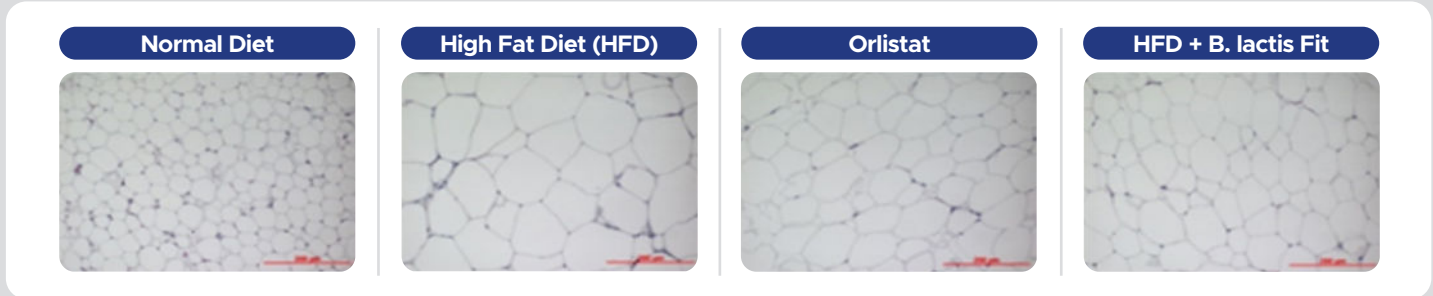 Normal Diet
High Fat Diet (HFD)
Orlistat
HFD + B. lactis Fit